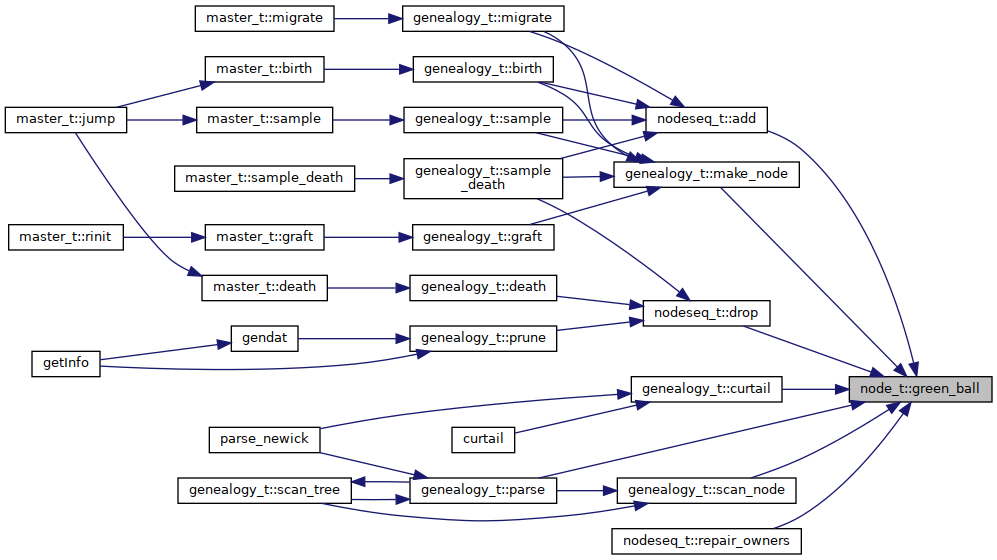 master_t::migrate
genealogy_t::migrate
master_t::birth
genealogy_t::birth
master_t::jump
master_t::sample
genealogy_t::sample
nodeseq_t::add
master_t::sample_death
genealogy_t::sample
_death
genealogy_t::make_node
master_t::rinit
master_t::graft
genealogy_t::graft
master_t::death
genealogy_t::death
nodeseq_t::drop
getInfo
gendat
genealogy_t::prune
genealogy_t::curtail
node_t::green_ball
parse_newick
curtail
genealogy_t::scan_tree
genealogy_t::parse
genealogy_t::scan_node
nodeseq_t::repair_owners